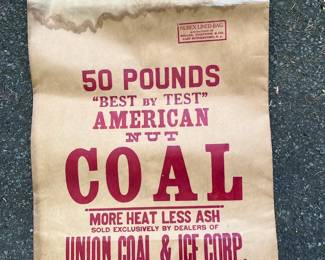 50 POUNDS
"BEST BY TEST"
AMERICAN
NUT
COAL
MORE HEAT LESS ASH
SOLD EXCLUSIVELY BY DEALERS OF
UNION COAL & ICE CORP.